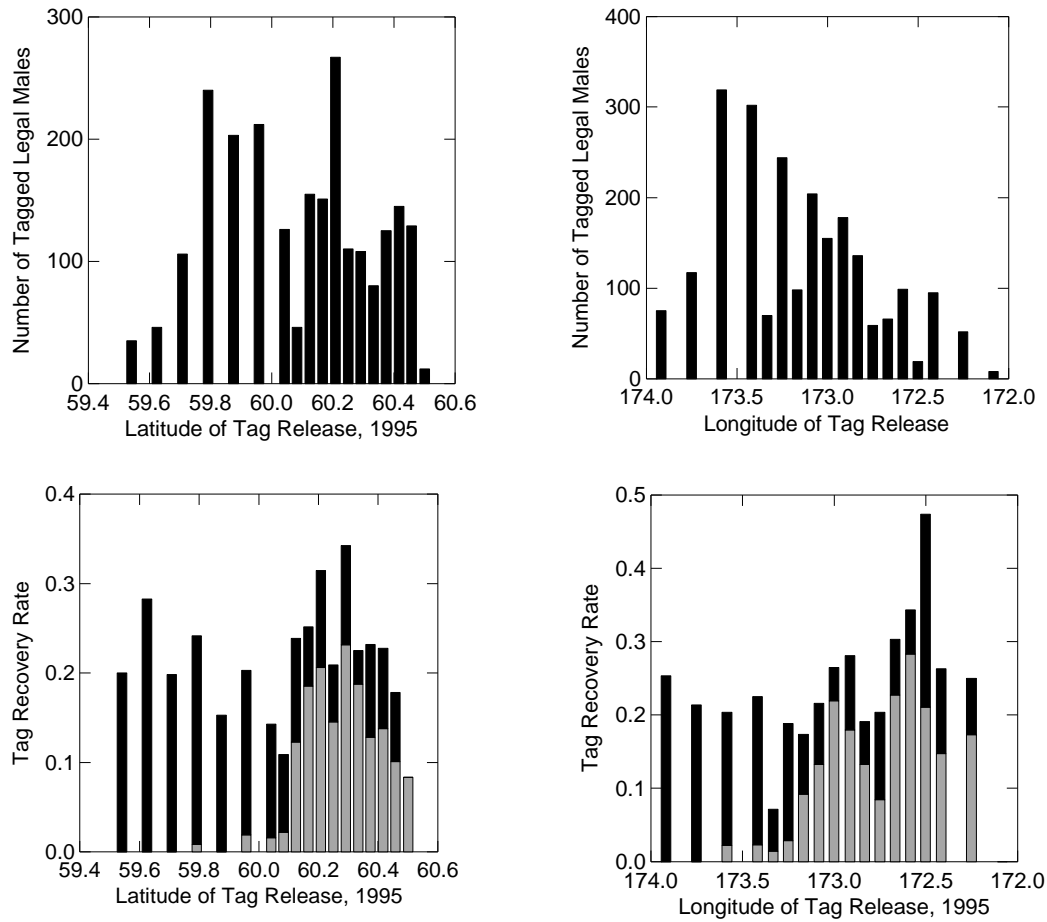 300
200
100
0
Number of Tagged Legal Males
59.4 59.6 59.8 60.0 60.2 60.4 60.6
Latitude of Tag Release, 1995
400
300
200
100
0
Number of Tagged Legal Males
174.0 173.5 173.0 172.5 172.0
Longitude of Tag Release
0.4
0.3
0.2
0.1
0.0
Tag Recovery Rate
59.4 59.6 59.8 60.0 60.2 60.4 60.6
Latitude of Tag Release, 1995
0.5
0.4
0.3
0.2
0.1
0.0
Tag Recovery Rate
174.0 173.5 173.0 172.5 172.0
Longitude of Tag Release, 1995